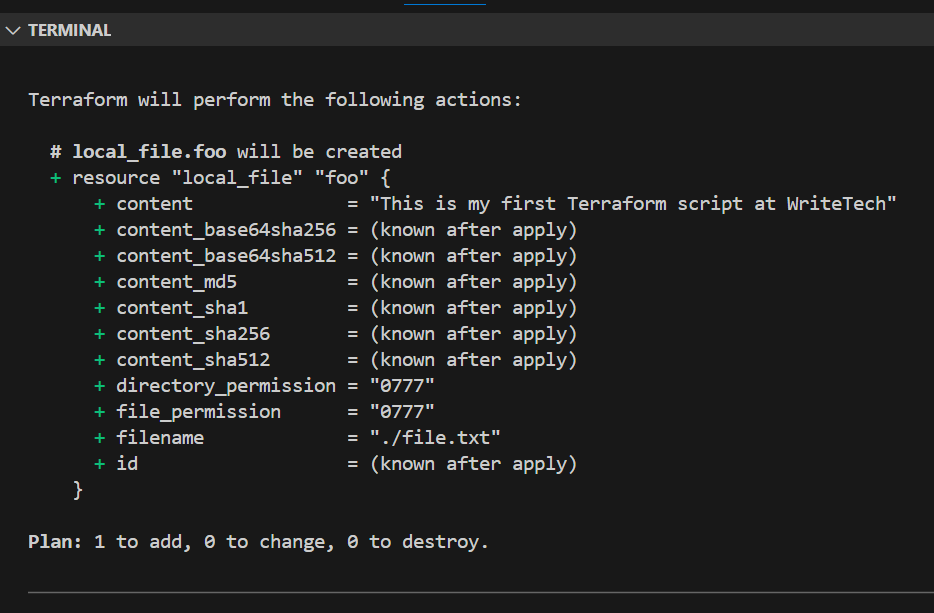 TERMINAL
Terraform will perform the following actions:
# local_file.foo will be created
+ resource "local_file" "foo" {
+ content = "This is my first Terraform script at WriteTech"
+ content_base64sha256 = (known after apply)
+ content_base64sha512 = (known after apply)
+ content_md5 = (known after apply)
+ content_sha1 = (known after apply)
+ content_sha256 = (known after apply)
+ content_sha512 = (known after apply)
+ directory_permission = "0777"
+ file_permission = "0777"
+ filename = "./file.txt"
+ id = (known after apply)
}
Plan: 1 to add, 0 to change, 0 to destroy.